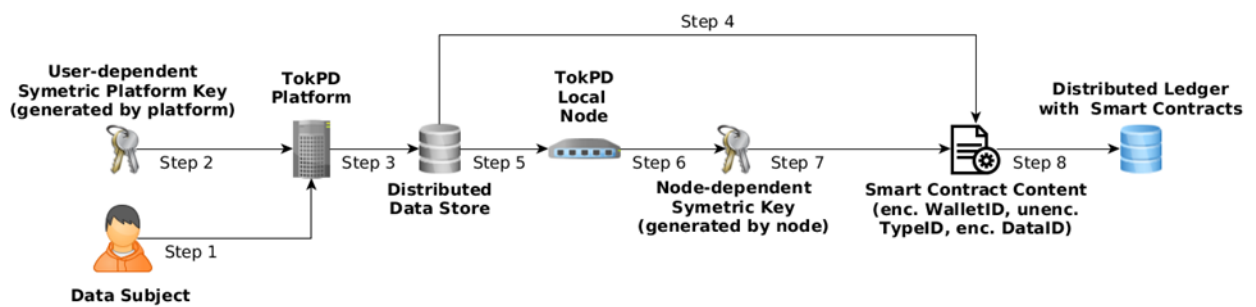 Step 4
User-dependent
Symetric Platform Key
(generated by platform)
TokPD
Platform
TokPD
Local
Node
Distributed Ledger
with Smart Contracts
Step 2
Step 3
Step 5
Step 6
Step 7
Step 8
Distributed
Data Store
Node-dependent
Symetric Key
(generated by node)
Smart Contract Content
(enc. WalletID, unenc.
TypeID, enc. DataID)
Step 1
Data Subject